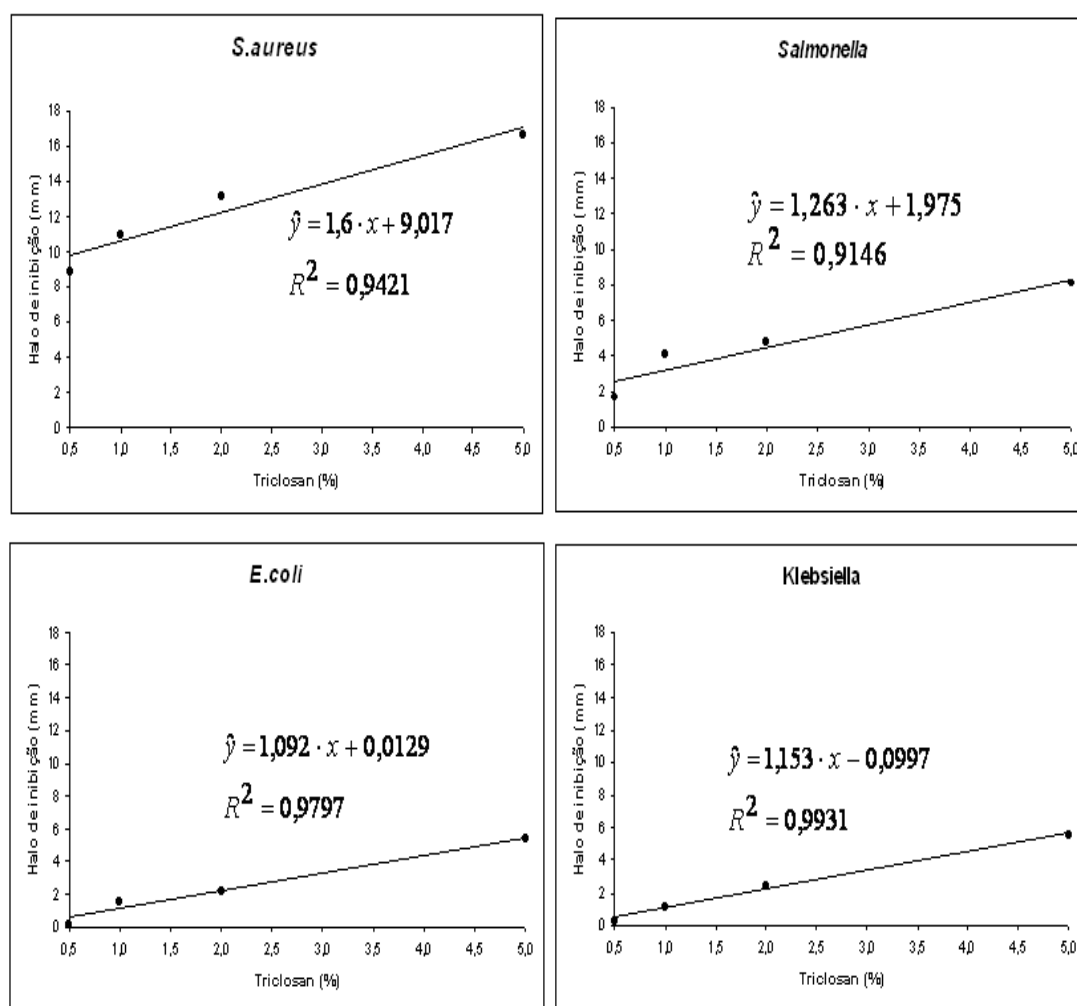 S.aureus
Halo de inibição (mm)
18
16
14
12
10
8
6
4
2
0
ŷ = 1,6 · x + 9,017
R² = 0,9421
0,5 1,0 1,5 2,0 2,5 3,0 3,5 4,0 4,5 5,0
Triclosan (%)
Salmonella
Halo de inibição (mm)
18
16
14
12
10
8
6
4
2
0
ŷ = 1,263 · x + 1,975
R² = 0,9146
0,5 1,0 1,5 2,0 2,5 3,0 3,5 4,0 4,5 5,0
Triclosan (%)
E.coli
Halo de inibição (mm)
18
16
14
12
10
8
6
4
2
0
ŷ = 1,092 · x + 0,0129
R² = 0,9797
0,5 1,0 1,5 2,0 2,5 3,0 3,5 4,0 4,5 5,0
Triclosan (%)
Klebsiella
Halo de inibição (mm)
18
16
14
12
10
8
6
4
2
0
ŷ = 1,153 · x − 0,0997
R² = 0,9931
0,5 1,0 1,5 2,0 2,5 3,0 3,5 4,0 4,5 5,0
Triclosan (%)